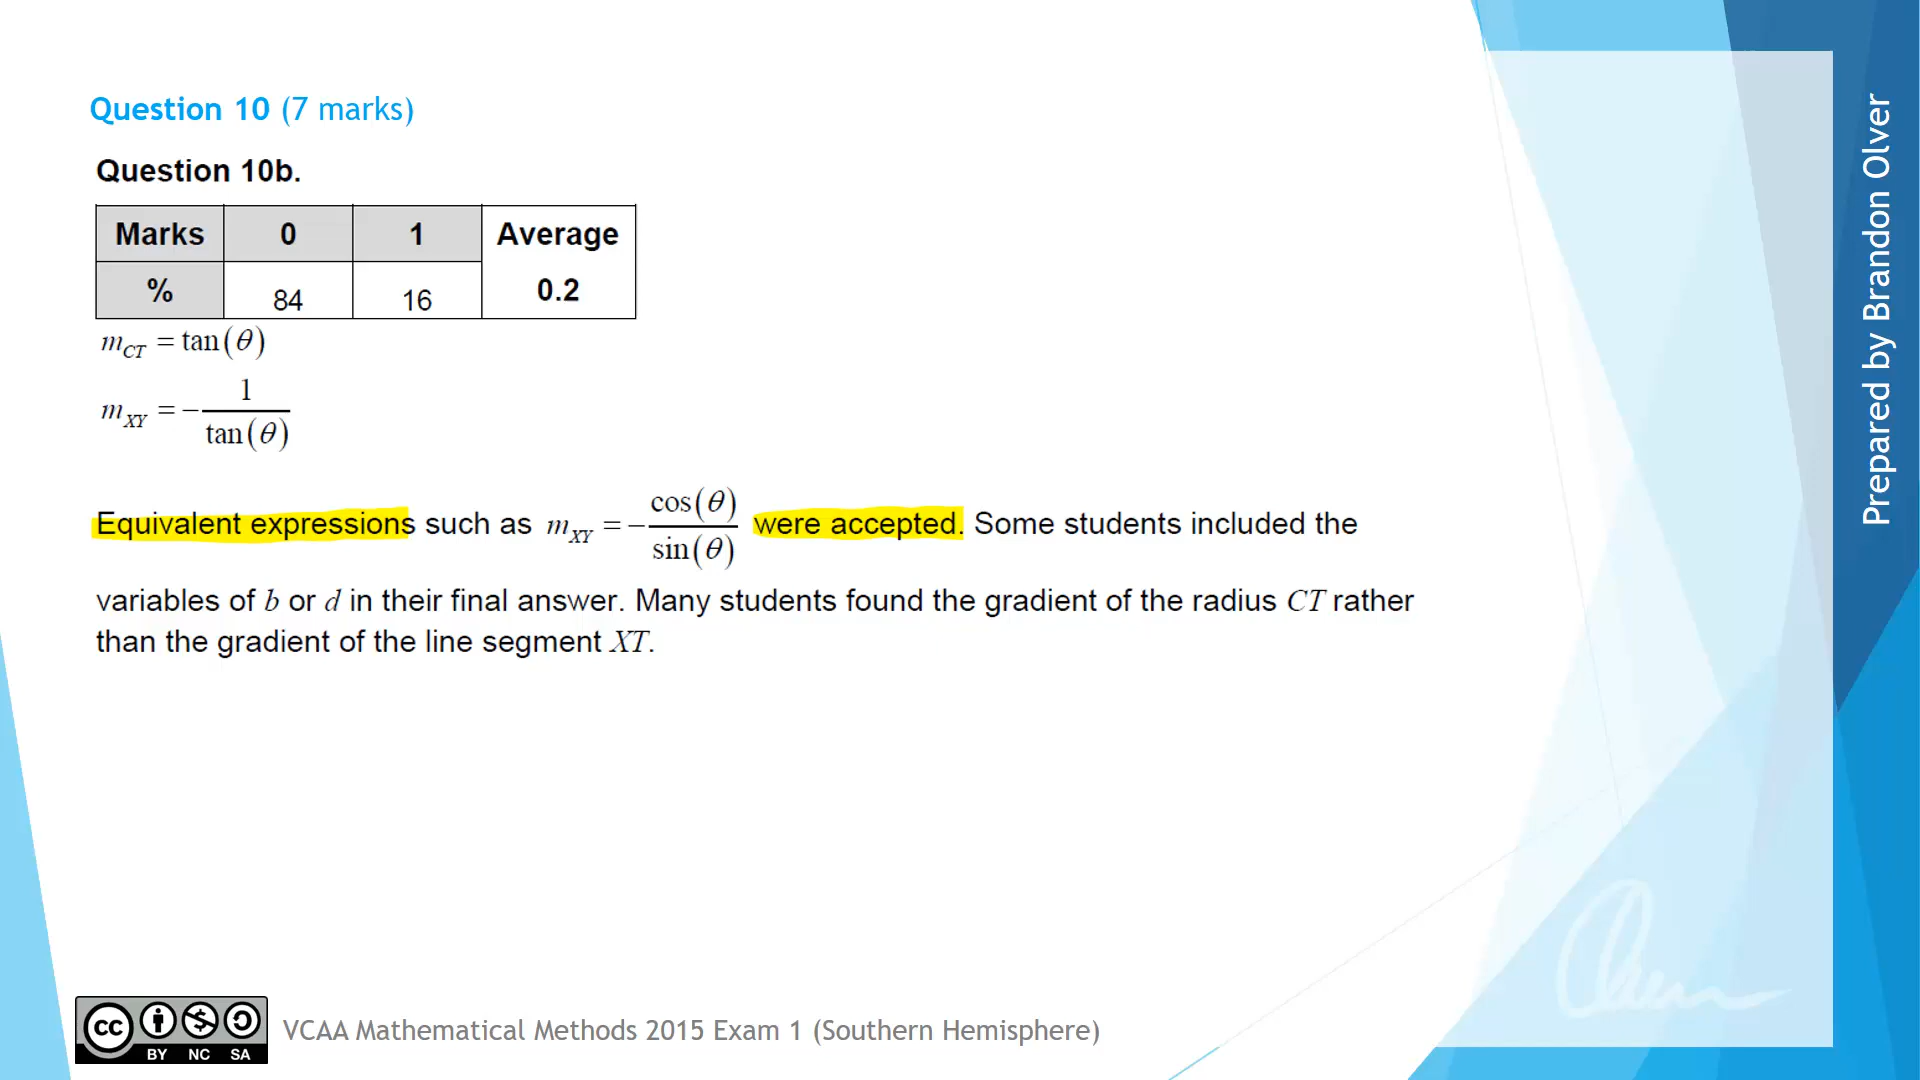 Question 10 (7 marks)
Question 10b.
Marks 0 1 Average
% 84 16 0.2
m_CT = tan(θ)
m_XY = − 1 / tan(θ)
Equivalent expressions such as m_XY = − cos(θ) / sin(θ) were accepted. Some students included the
variables of b or d in their final answer. Many students found the gradient of the radius CT rather
than the gradient of the line segment XT.
Prepared by Brandon Olver
cc BY NC SA
VCAA Mathematical Methods 2015 Exam 1 (Southern Hemisphere)